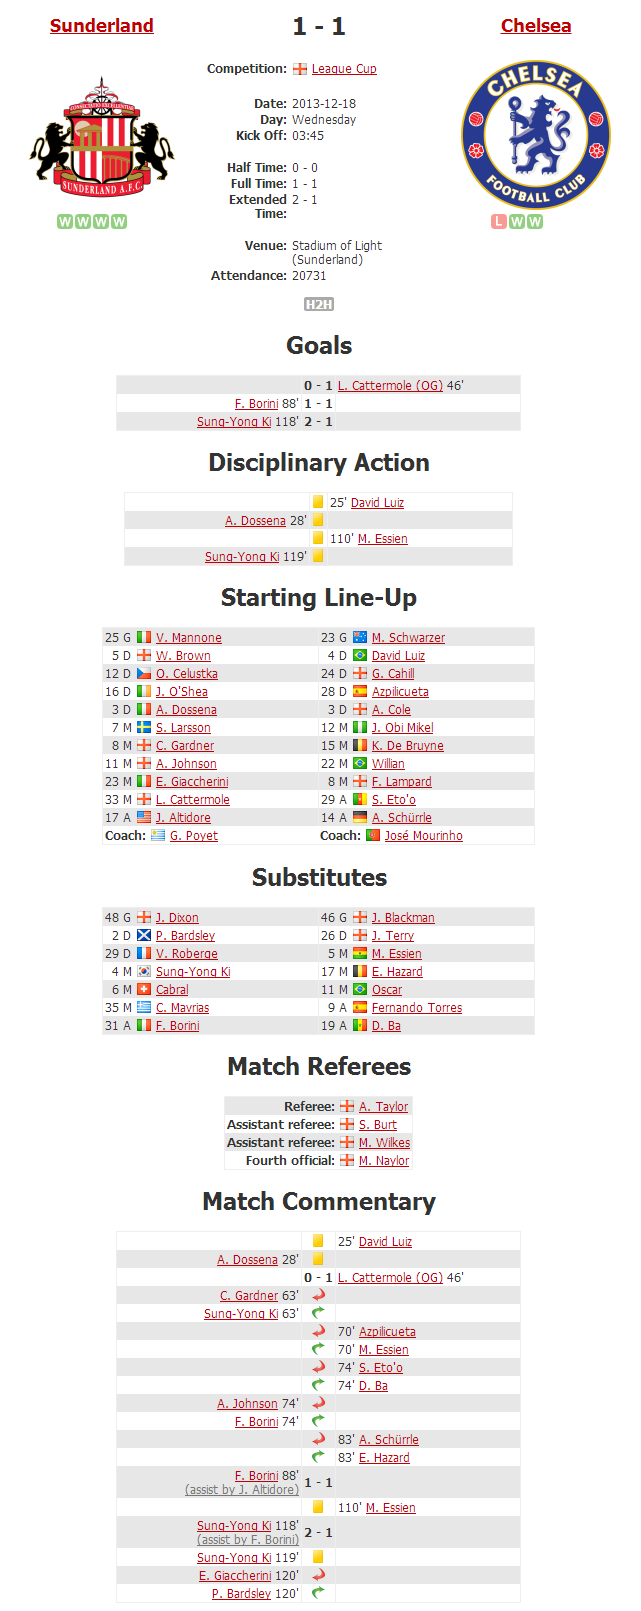 Sunderland 1 - 1 Chelsea
Competition: League Cup
Date: 2013-12-18
Day: Wednesday
Kick Off: 03:45
Half Time: 0 - 0
Full Time: 1 - 1
Extended 2 - 1
Time:
Venue: Stadium of Light
(Sunderland)
Attendance: 20731
CONSECTATIO EXCELLENTIAE
SUNDERLAND A.F.C.
CHELSEA
FOOTBALL CLUB
W W W W
L W W
H2H
Goals
0 - 1 L. Cattermole (OG) 46'
F. Borini 88' 1 - 1
Sung-Yong Ki 118' 2 - 1
Disciplinary Action
25' David Luiz
A. Dossena 28'
110' M. Essien
Sung-Yong Ki 119'
Starting Line-Up
25 G V. Mannone 23 G M. Schwarzer
5 D W. Brown 4 D David Luiz
12 D O. Celustka 24 D G. Cahill
16 D J. O'Shea 28 D Azpilicueta
3 D A. Dossena 3 D A. Cole
7 M S. Larsson 12 M J. Obi Mikel
8 M C. Gardner 15 M K. De Bruyne
11 M A. Johnson 22 M Willian
23 M E. Giaccherini 8 M F. Lampard
33 M L. Cattermole 29 A S. Eto'o
17 A J. Altidore 14 A A. Schürrle
Coach: G. Poyet Coach: José Mourinho
Substitutes
48 G J. Dixon 46 G J. Blackman
2 D P. Bardsley 26 D J. Terry
29 D V. Roberge 5 M M. Essien
4 M Sung-Yong Ki 17 M E. Hazard
6 M Cabral 11 M Oscar
35 M C. Mavrias 9 A Fernando Torres
31 A F. Borini 19 A D. Ba
Match Referees
Referee: A. Taylor
Assistant referee: S. Burt
Assistant referee: M. Wilkes
Fourth official: M. Naylor
Match Commentary
25' David Luiz
A. Dossena 28'
0 - 1 L. Cattermole (OG) 46'
C. Gardner 63'
Sung-Yong Ki 63'
70' Azpilicueta
70' M. Essien
74' S. Eto'o
74' D. Ba
A. Johnson 74'
F. Borini 74'
83' A. Schürrle
83' E. Hazard
F. Borini 88' 1 - 1
(assist by J. Altidore)
110' M. Essien
Sung-Yong Ki 118' 2 - 1
(assist by F. Borini)
Sung-Yong Ki 119'
E. Giaccherini 120'
P. Bardsley 120'